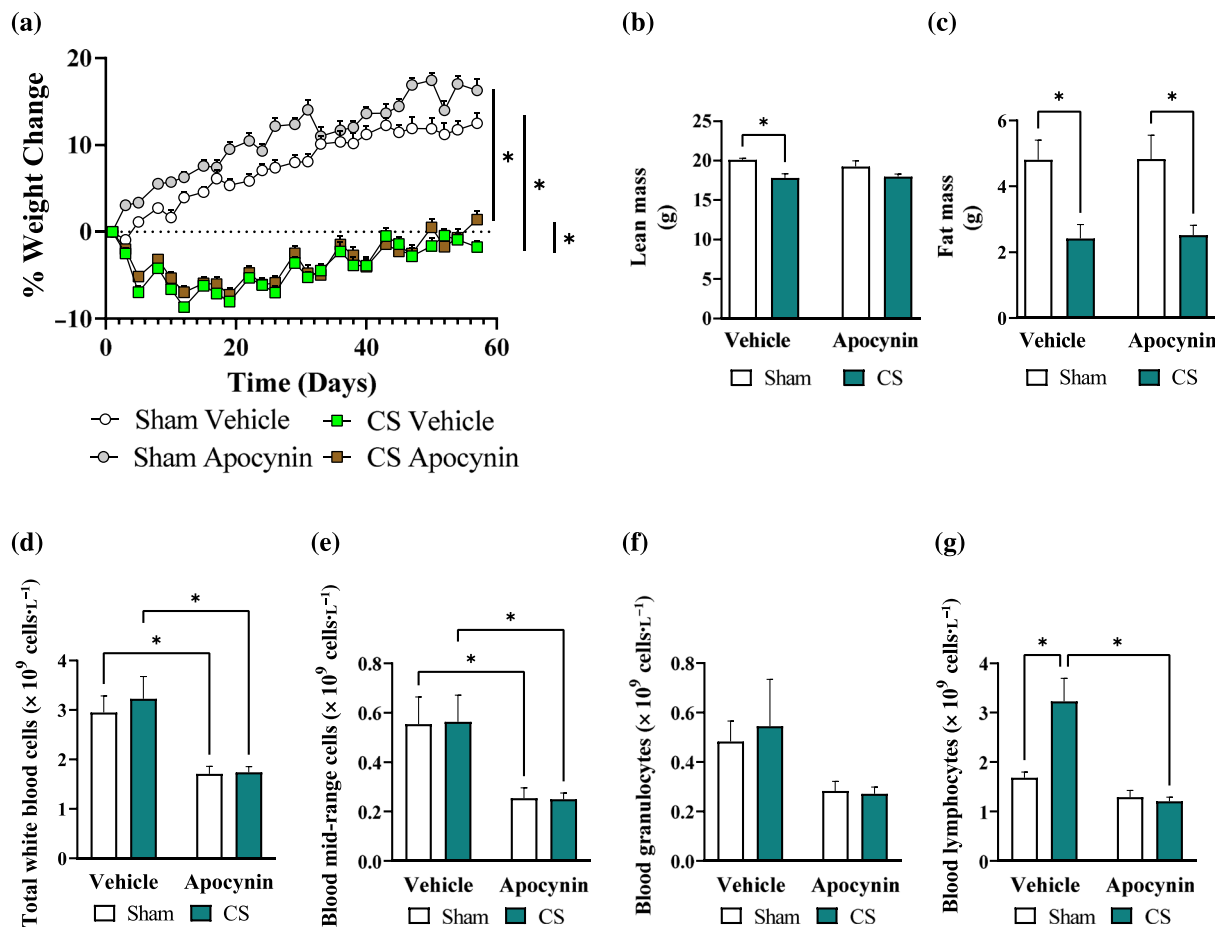 (a)
% Weight Change
20
10
0
−10
0
20
40
60
Time (Days)
Sham Vehicle
CS Vehicle
Sham Apocynin
CS Apocynin
*
*
*
(b)
Lean mass
(g)
25
20
15
10
5
0
*
Vehicle
Apocynin
Sham
CS
(c)
Fat mass
(g)
6
4
2
0
*
*
Vehicle
Apocynin
Sham
CS
(d)
Total white blood cells (× 10⁹ cells·L⁻¹)
4
3
2
1
0
*
*
Vehicle
Apocynin
Sham
CS
(e)
Blood mid-range cells (× 10⁹ cells·L⁻¹)
0.8
0.6
0.4
0.2
0.0
*
*
Vehicle
Apocynin
Sham
CS
(f)
Blood granulocytes (× 10⁹ cells·L⁻¹)
0.8
0.6
0.4
0.2
0.0
Vehicle
Apocynin
Sham
CS
(g)
Blood lymphocytes (× 10⁹ cells·L⁻¹)
4
3
2
1
0
*
*
Vehicle
Apocynin
Sham
CS